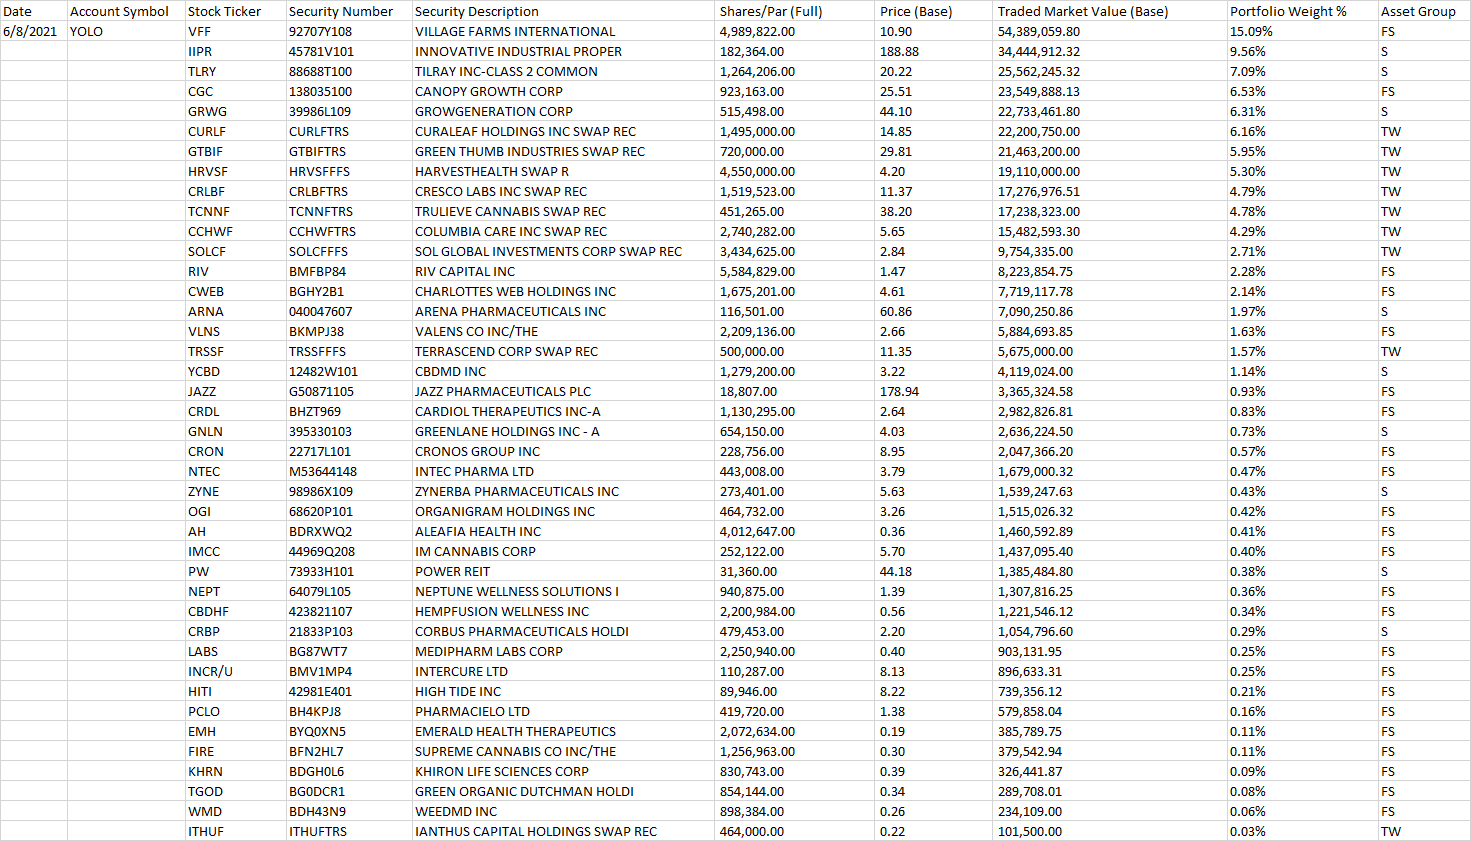 Date Account Symbol Stock Ticker Security Number Security Description Shares/Par (Full) Price (Base) Traded Market Value (Base) Portfolio Weight % Asset Group
6/8/2021 YOLO VFF 92707Y108 VILLAGE FARMS INTERNATIONAL 4,989,822.00 10.90 54,389,059.80 15.09% FS
IIPR 45781V101 INNOVATIVE INDUSTRIAL PROPER 182,364.00 188.88 34,444,912.32 9.56% S
TLRY 88688T100 TILRAY INC-CLASS 2 COMMON 1,264,206.00 20.22 25,562,245.32 7.09% S
CGC 138035100 CANOPY GROWTH CORP 923,163.00 25.51 23,549,888.13 6.53% FS
GRWG 39986L109 GROWGENERATION CORP 515,498.00 44.10 22,733,461.80 6.31% S
CURLF CURLFTRS CURALEAF HOLDINGS INC SWAP REC 1,495,000.00 14.85 22,200,750.00 6.16% TW
GTBIF GTBIFTRS GREEN THUMB INDUSTRIES SWAP REC 720,000.00 29.81 21,463,200.00 5.95% TW
HRVSF HRVSFFFS HARVESTHEALTH SWAP R 4,550,000.00 4.20 19,110,000.00 5.30% TW
CRLBF CRLBFTRS CRESCO LABS INC SWAP REC 1,519,523.00 11.37 17,276,976.51 4.79% TW
TCNNF TCNNFTRS TRULIEVE CANNABIS SWAP REC 451,265.00 38.20 17,238,323.00 4.78% TW
CCHWF CCHWFTRS COLUMBIA CARE INC SWAP REC 2,740,282.00 5.65 15,482,593.30 4.29% TW
SOLCF SOLCFFFS SOL GLOBAL INVESTMENTS CORP SWAP REC 3,434,625.00 2.84 9,754,335.00 2.71% TW
RIV BMFBP84 RIV CAPITAL INC 5,584,829.00 1.47 8,223,854.75 2.28% FS
CWEB BGHY2B1 CHARLOTTES WEB HOLDINGS INC 1,675,201.00 4.61 7,719,117.78 2.14% FS
ARNA 040047607 ARENA PHARMACEUTICALS INC 116,501.00 60.86 7,090,250.86 1.97% S
VLNS BKMPJ38 VALENS CO INC/THE 2,209,136.00 2.66 5,884,693.85 1.63% FS
TRSSF TRSSFFFS TERRASCEND CORP SWAP REC 500,000.00 11.35 5,675,000.00 1.57% TW
YCBD 12482W101 CBDMD INC 1,279,200.00 3.22 4,119,024.00 1.14% S
JAZZ G50871105 JAZZ PHARMACEUTICALS PLC 18,807.00 178.94 3,365,324.58 0.93% FS
CRDL BHZT969 CARDIOL THERAPEUTICS INC-A 1,130,295.00 2.64 2,982,826.81 0.83% FS
GNLN 395330103 GREENLANE HOLDINGS INC - A 654,150.00 4.03 2,636,224.50 0.73% S
CRON 22717L101 CRONOS GROUP INC 228,756.00 8.95 2,047,366.20 0.57% FS
NTEC M53644148 INTEC PHARMA LTD 443,008.00 3.79 1,679,000.32 0.47% FS
ZYNE 98986X109 ZYNERBA PHARMACEUTICALS INC 273,401.00 5.63 1,539,247.63 0.43% S
OGI 68620P101 ORGANIGRAM HOLDINGS INC 464,732.00 3.26 1,515,026.32 0.42% FS
AH BDRXWQ2 ALEAFIA HEALTH INC 4,012,647.00 0.36 1,460,592.89 0.41% FS
IMCC 44969Q208 IM CANNABIS CORP 252,122.00 5.70 1,437,095.40 0.40% FS
PW 73933H101 POWER REIT 31,360.00 44.18 1,385,484.80 0.38% S
NEPT 64079L105 NEPTUNE WELLNESS SOLUTIONS I 940,875.00 1.39 1,307,816.25 0.36% FS
CBDHF 423821107 HEMPFUSION WELLNESS INC 2,200,984.00 0.56 1,221,546.12 0.34% FS
CRBP 21833P103 CORBUS PHARMACEUTICALS HOLDI 479,453.00 2.20 1,054,796.60 0.29% S
LABS BG87WT7 MEDIPHARM LABS CORP 2,250,940.00 0.40 903,131.95 0.25% FS
INCR/U BMV1MP4 INTERCURE LTD 110,287.00 8.13 896,633.31 0.25% FS
HITI 42981E401 HIGH TIDE INC 89,946.00 8.22 739,356.12 0.21% FS
PCLO BH4KPJ8 PHARMACIELO LTD 419,720.00 1.38 579,858.04 0.16% FS
EMH BYQ0XN5 EMERALD HEALTH THERAPEUTICS 2,072,634.00 0.19 385,789.75 0.11% FS
FIRE BFN2HL7 SUPREME CANNABIS CO INC/THE 1,256,963.00 0.30 379,542.94 0.11% FS
KHRN BDGH0L6 KHIRON LIFE SCIENCES CORP 830,743.00 0.39 326,441.87 0.09% FS
TGOD BG0DCR1 GREEN ORGANIC DUTCHMAN HOLDI 854,144.00 0.34 289,708.01 0.08% FS
WMD BDH43N9 WEEDMD INC 898,384.00 0.26 234,109.00 0.06% FS
ITHUF ITHUFTRS IANTHUS CAPITAL HOLDINGS SWAP REC 464,000.00 0.22 101,500.00 0.03% TW